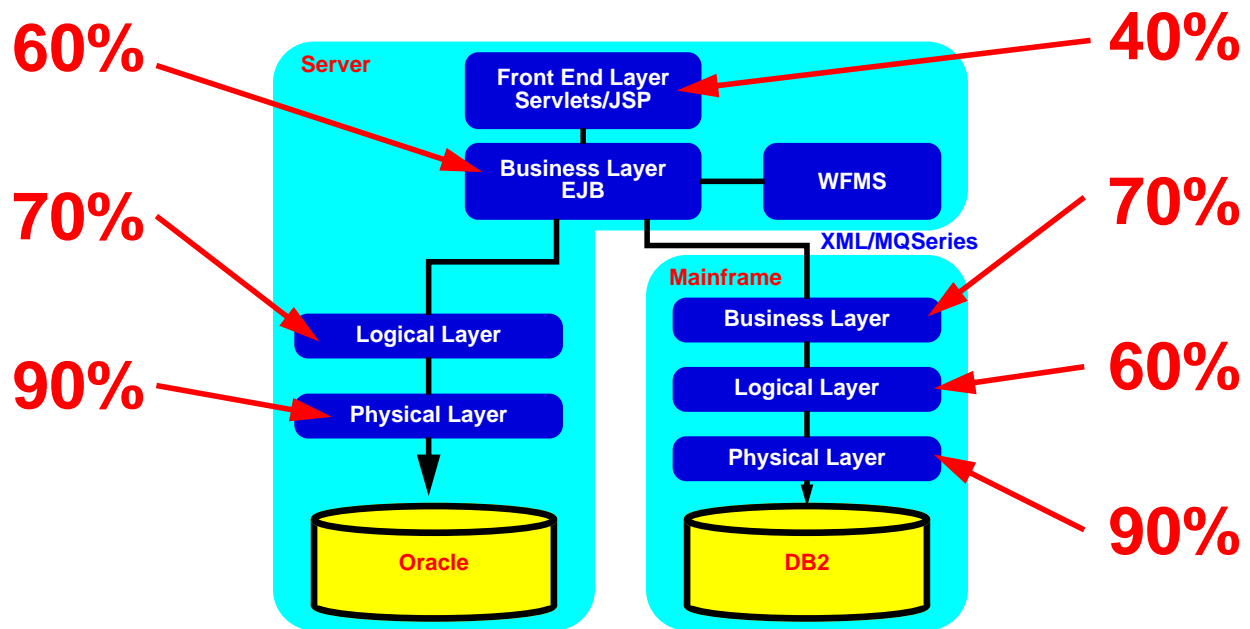 60%
40%
Server
Front End Layer
Servlets/JSP
Business Layer
EJB
WFMS
70%
70%
XML/MQSeries
Mainframe
Business Layer
Logical Layer
90%
60%
Logical Layer
Physical Layer
Physical Layer
90%
Oracle
DB2